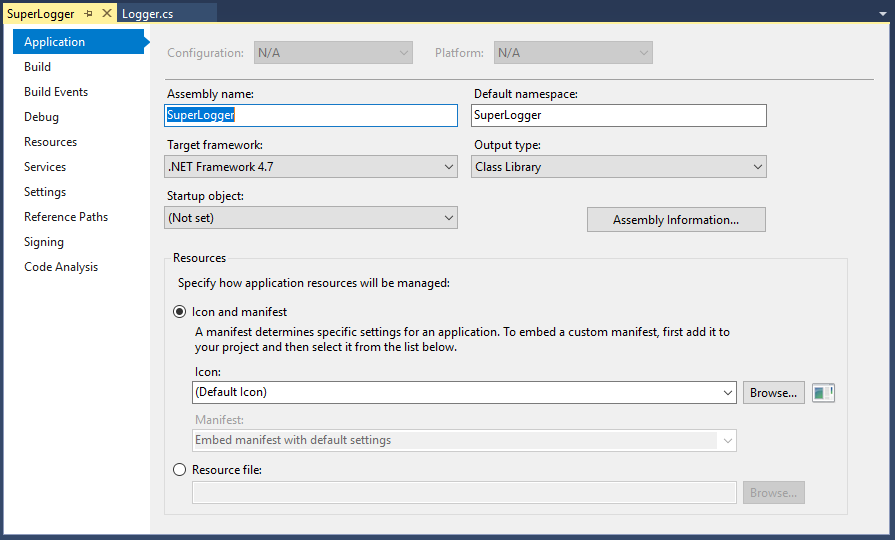 SuperLogger
Logger.cs
Application
Build
Build Events
Debug
Resources
Services
Settings
Reference Paths
Signing
Code Analysis
Configuration: N/A Platform: N/A
Assembly name: Default namespace:
SuperLogger SuperLogger
Target framework: Output type:
.NET Framework 4.7 Class Library
Startup object:
(Not set) Assembly Information...
Resources
Specify how application resources will be managed:
Icon and manifest
A manifest determines specific settings for an application. To embed a custom manifest, first add it to
your project and then select it from the list below.
Icon:
(Default Icon) Browse...
Manifest:
Embed manifest with default settings
Resource file:
Browse...